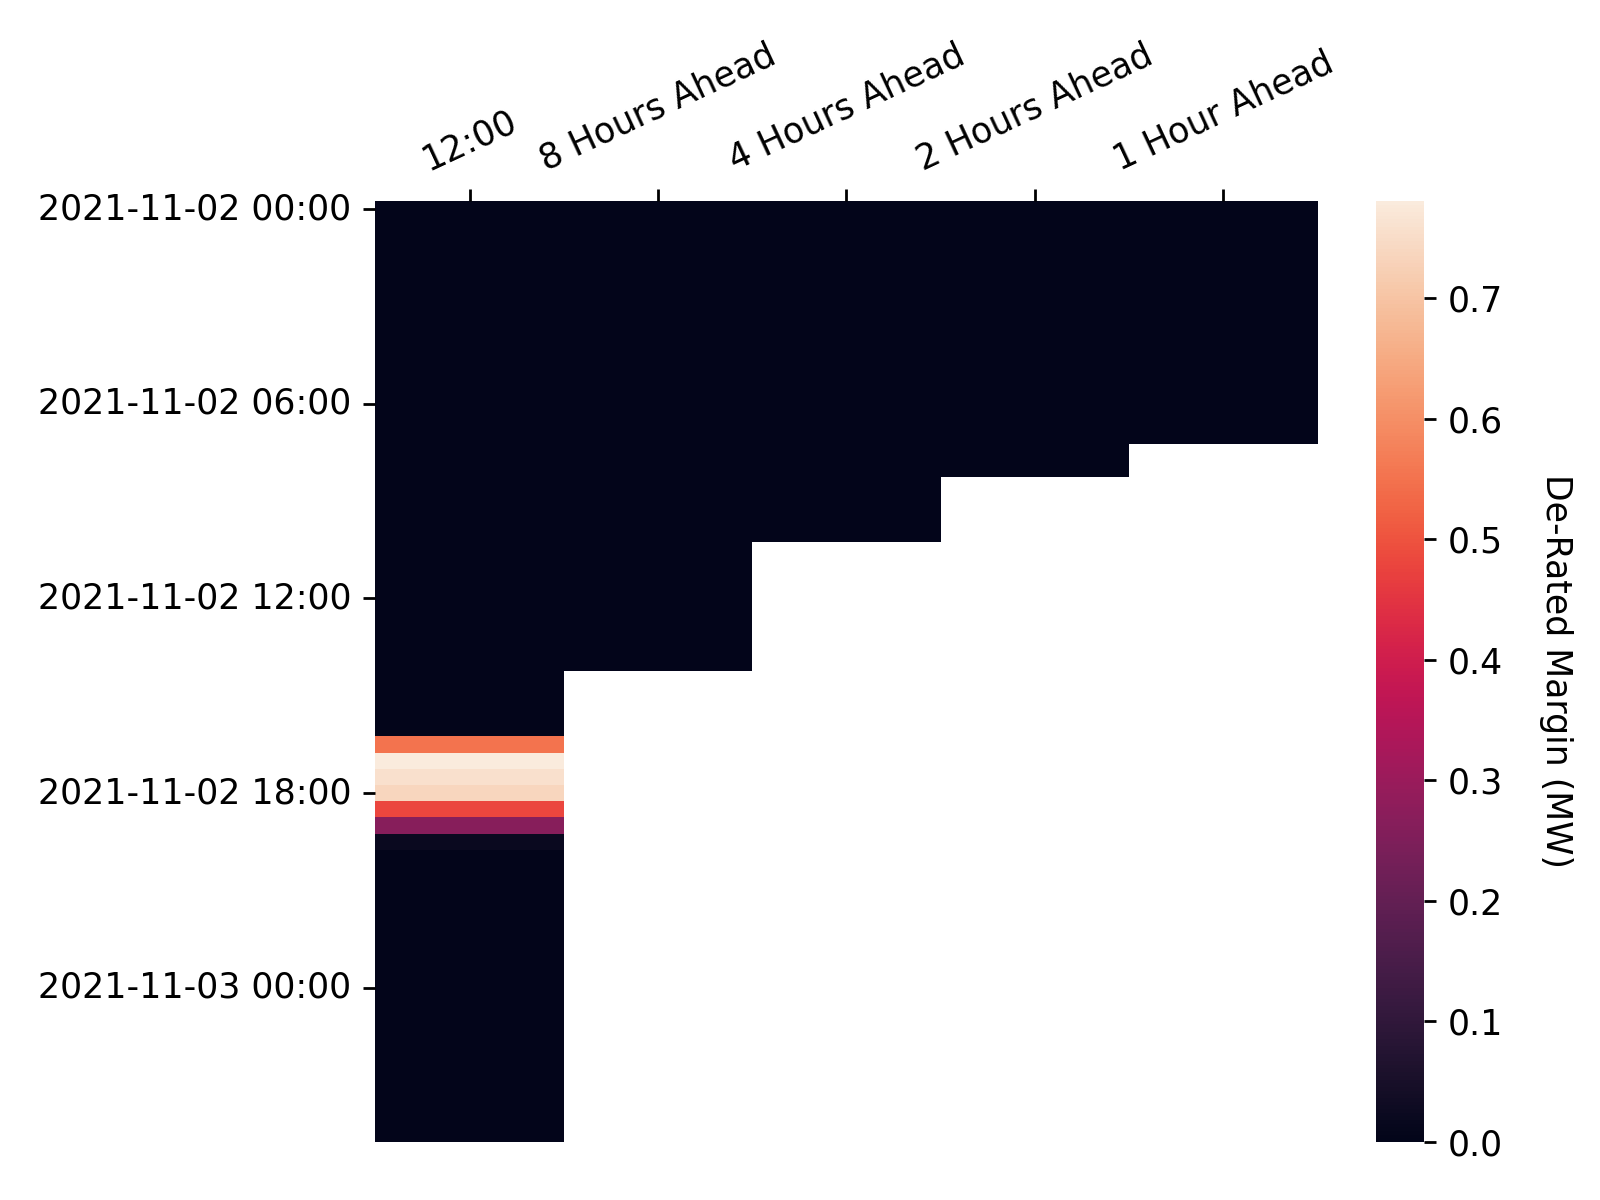 12:00
8 Hours Ahead
4 Hours Ahead
2 Hours Ahead
1 Hour Ahead
2021-11-02 00:00
2021-11-02 06:00
2021-11-02 12:00
2021-11-02 18:00
2021-11-03 00:00
0.7
0.6
0.5
0.4
0.3
0.2
0.1
0.0
De-Rated Margin (MW)